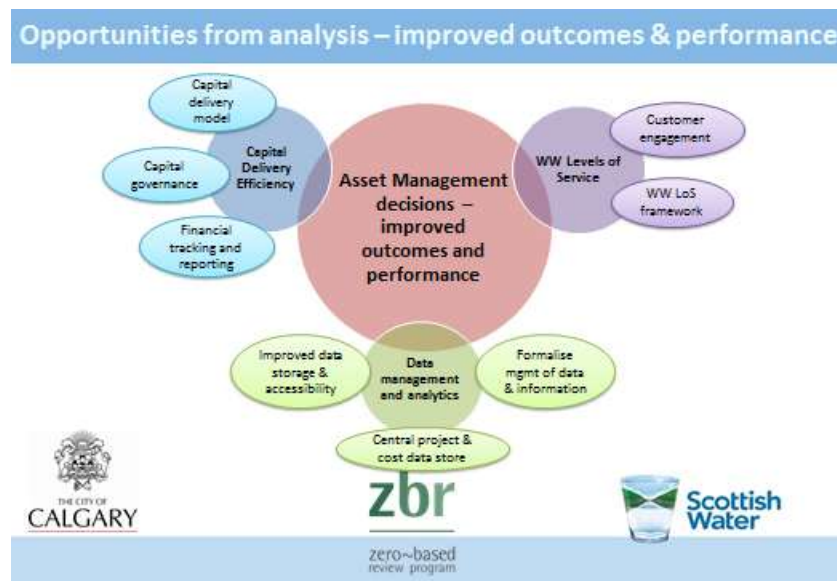 Opportunities from analysis – improved outcomes & performance
Capital
delivery
model
Capital
governance
Financial
tracking and
reporting
Capital
Delivery
Efficiency
Asset Management
decisions –
improved
outcomes and
performance
WW Levels of
Service
Customer
engagement
WW LoS
framework
Improved data
storage &
accessibility
Data
management
and analytics
Formalise
mgmt of data
& information
Central project &
cost data store
THE CITY OF
CALGARY
zbr
zero~based
review program
Scottish
Water